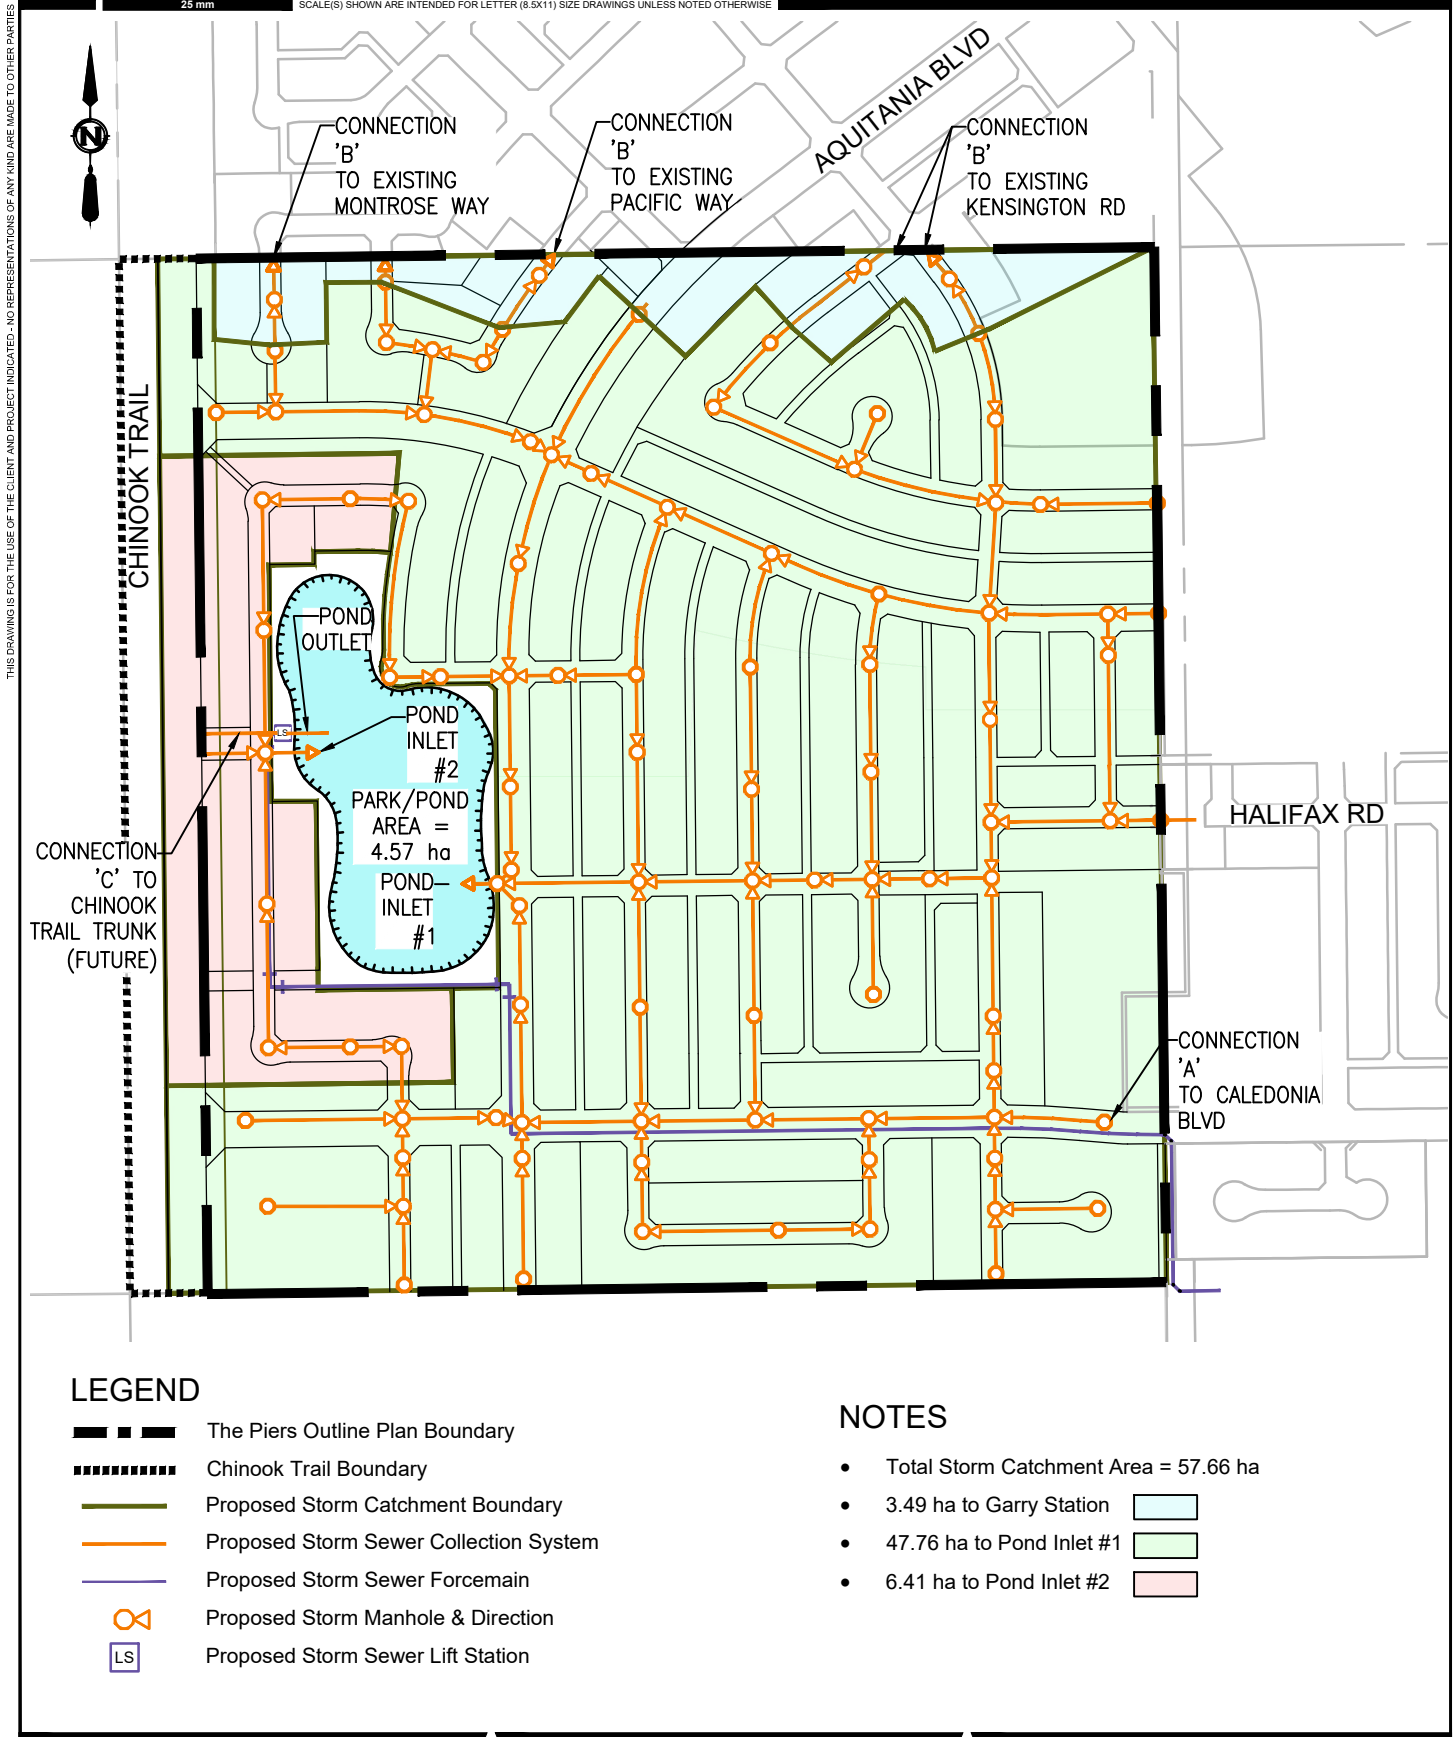 25 mm
SCALE(S) SHOWN ARE INTENDED FOR LETTER (8.5X11) SIZE DRAWINGS UNLESS NOTED OTHERWISE
THIS DRAWING IS FOR THE USE OF THE CLIENT AND PROJECT INDICATED - NO REPRESENTATIONS OF ANY KIND ARE MADE TO OTHER PARTIES
N
AQUITANIA BLVD
CONNECTION
'B'
TO EXISTING
MONTROSE WAY
CONNECTION
'B'
TO EXISTING
PACIFIC WAY
CONNECTION
'B'
TO EXISTING
KENSINGTON RD
CHINOOK TRAIL
POND
OUTLET
LS
POND
INLET
#2
PARK/POND
AREA =
4.57 ha
POND
INLET
#1
HALIFAX RD
CONNECTION
'C' TO
CHINOOK
TRAIL TRUNK
(FUTURE)
CONNECTION
'A'
TO CALEDONIA
BLVD
LEGEND
The Piers Outline Plan Boundary
Chinook Trail Boundary
Proposed Storm Catchment Boundary
Proposed Storm Sewer Collection System
Proposed Storm Sewer Forcemain
Proposed Storm Manhole & Direction
LS
Proposed Storm Sewer Lift Station
NOTES
• Total Storm Catchment Area = 57.66 ha
• 3.49 ha to Garry Station
• 47.76 ha to Pond Inlet #1
• 6.41 ha to Pond Inlet #2